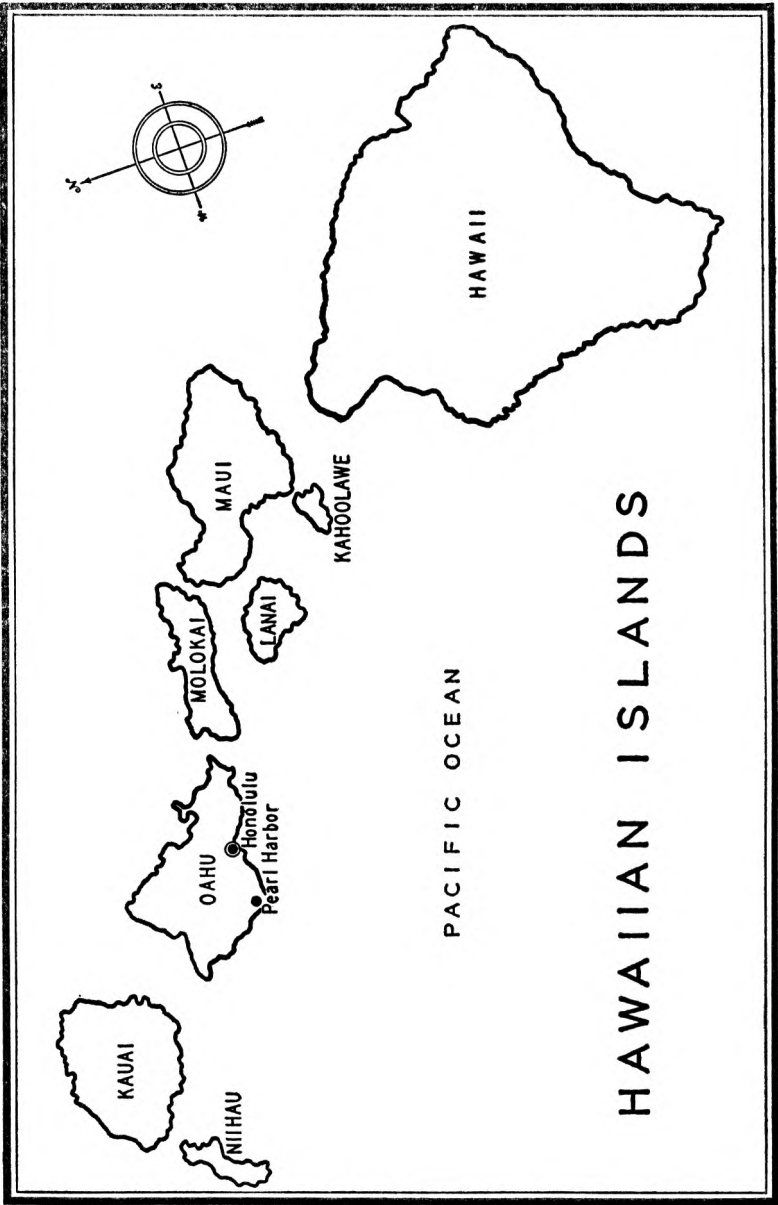 N
KAUAI
NIIHAU
OAHU
Honolulu
Pearl Harbor
MOLOKAI
MAUI
LANAI
KAHOOLAWE
HAWAII
PACIFIC OCEAN
HAWAIIAN ISLANDS